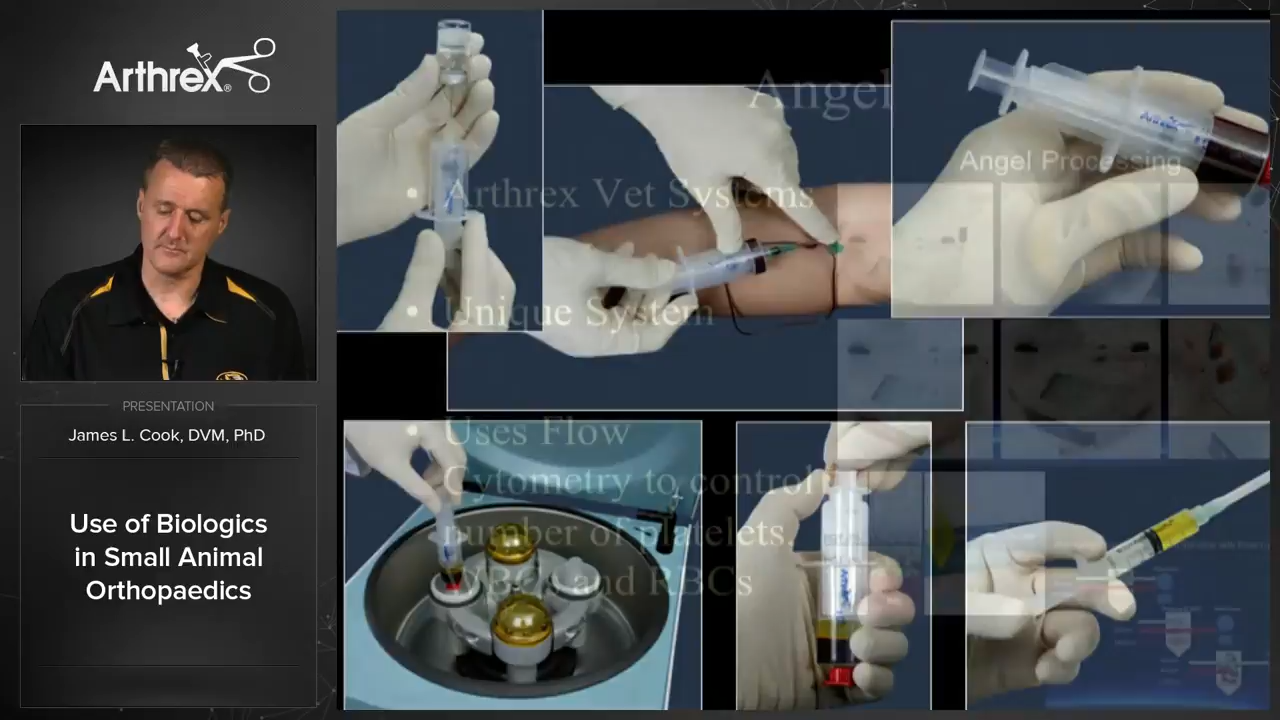 Arthrex®
PRESENTATION
James L. Cook, DVM, PhD
Use of Biologics
in Small Animal
Orthopaedics
Angel
Angel Processing
• Arthrex Vet Systems
• Unique System
• Uses Flow
Cytometry to control
number of platelets,
WBCs and RBCs